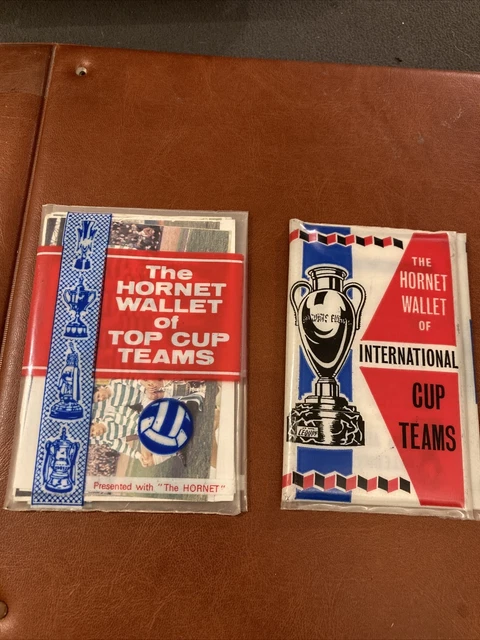 The
HORNET
WALLET
of
TOP CUP
TEAMS
Presented with "The HORNET"
THE
HORNET
WALLET
OF
INTERNATIONAL
CUP
TEAMS